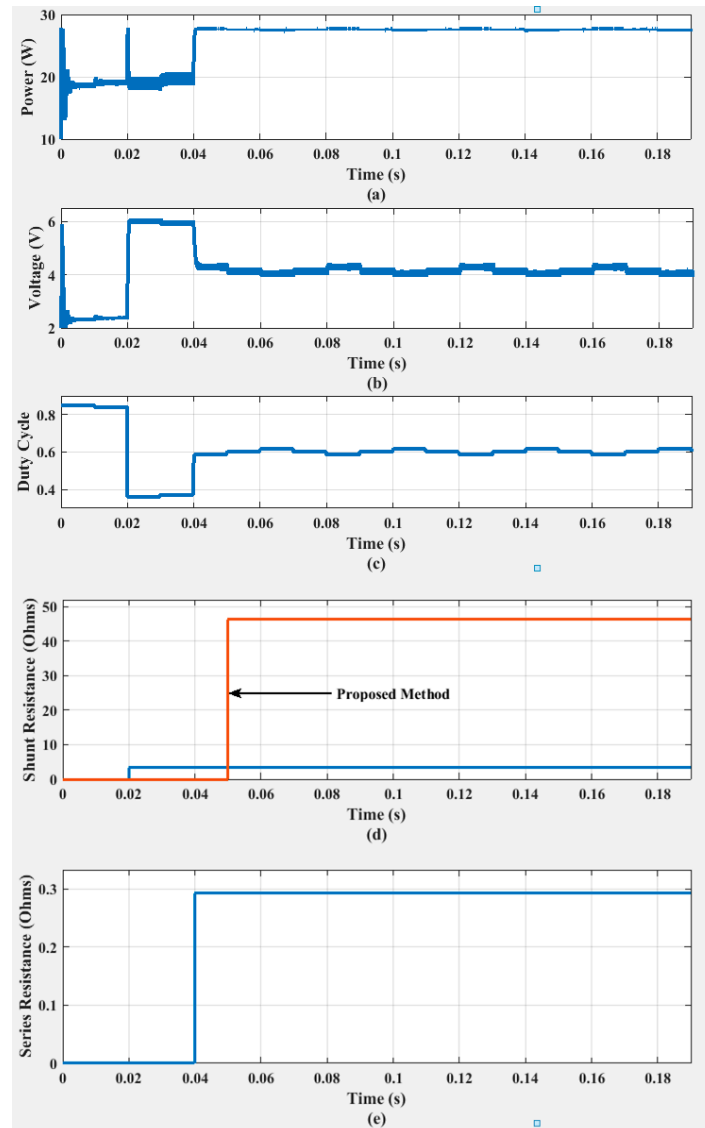 30
20
10
Power (W)
0 0.02 0.04 0.06 0.08 0.1 0.12 0.14 0.16 0.18
Time (s)
(a)
6
4
2
Voltage (V)
0 0.02 0.04 0.06 0.08 0.1 0.12 0.14 0.16 0.18
Time (s)
(b)
0.8
0.6
0.4
Duty Cycle
0 0.02 0.04 0.06 0.08 0.1 0.12 0.14 0.16 0.18
Time (s)
(c)
50
40
30
20
10
0
Shunt Resistance (Ohms)
Proposed Method
0 0.02 0.04 0.06 0.08 0.1 0.12 0.14 0.16 0.18
Time (s)
(d)
0.3
0.2
0.1
0
Series Resistance (Ohms)
0 0.02 0.04 0.06 0.08 0.1 0.12 0.14 0.16 0.18
Time (s)
(e)